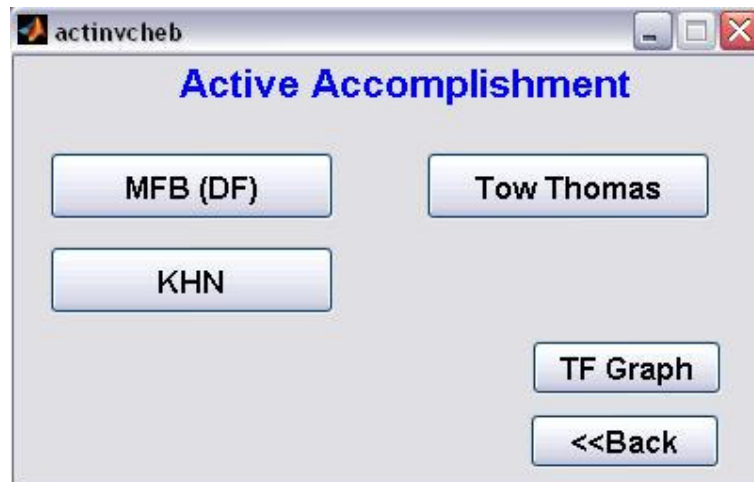 actinvcheb
Active Accomplishment
MFB (DF)
Tow Thomas
KHN
TF Graph
<<Back